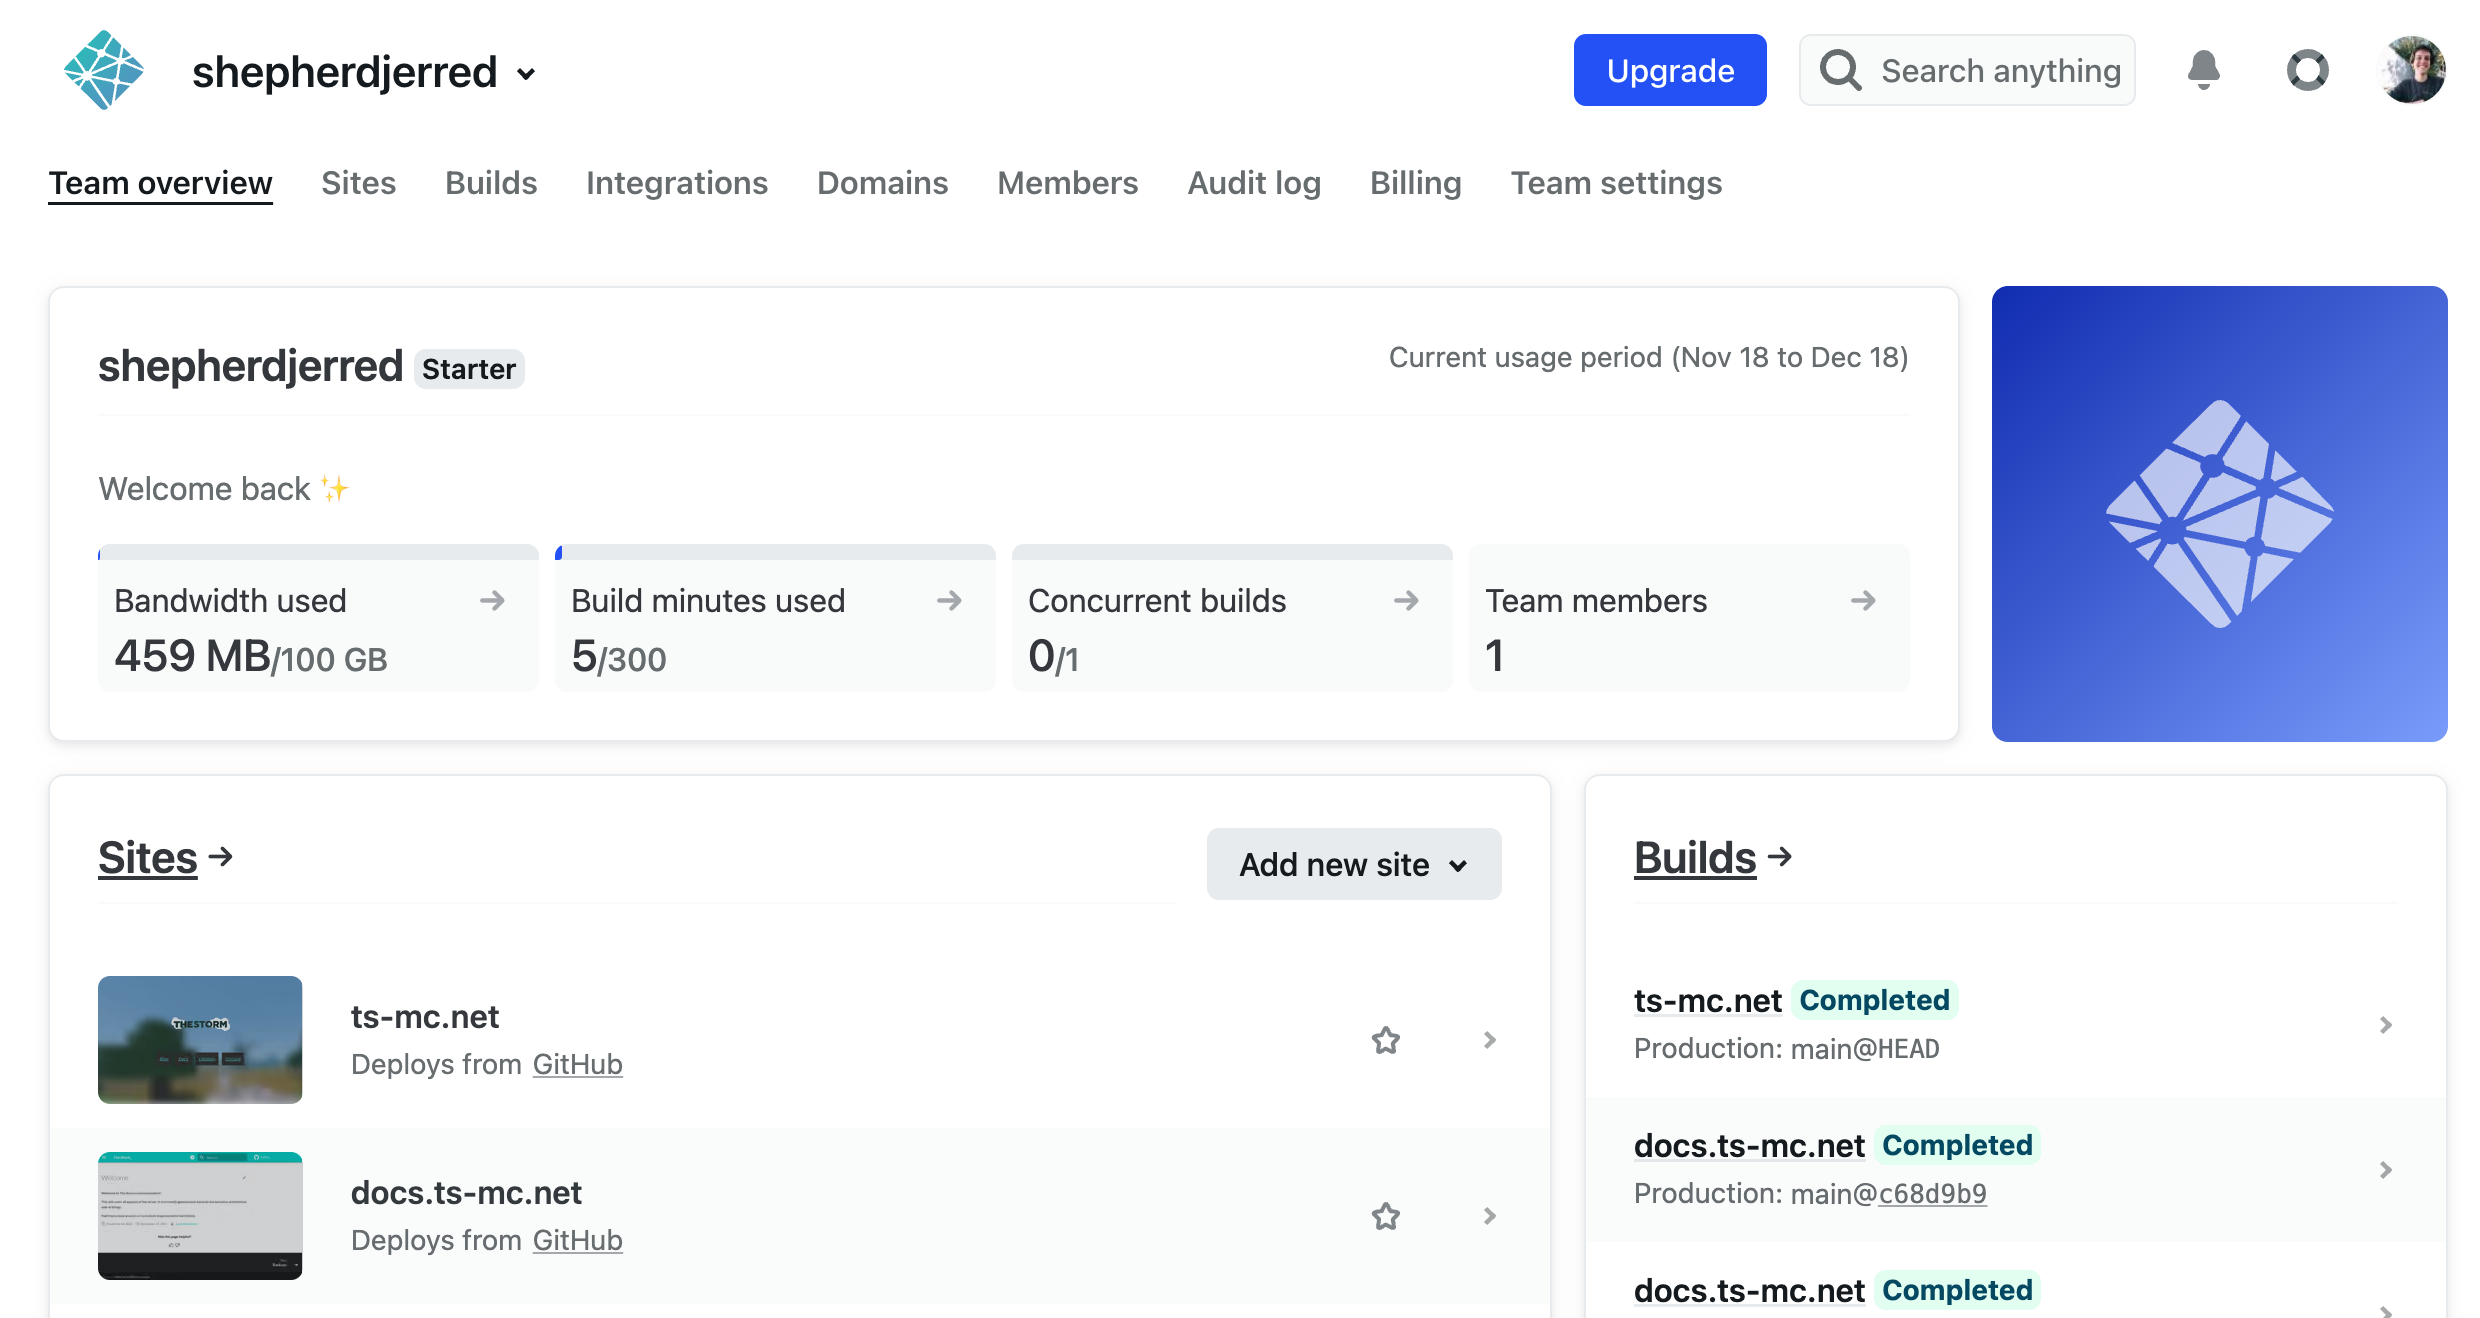 shepherdjerred
Upgrade
Search anything
Team overview Sites Builds Integrations Domains Members Audit log Billing Team settings
shepherdjerred Starter
Current usage period (Nov 18 to Dec 18)
Welcome back ✨
Bandwidth used
459 MB/100 GB
Build minutes used
5/300
Concurrent builds
0/1
Team members
1
Sites
Add new site
THESTORM
ts-mc.net
Deploys from GitHub
Welcome
docs.ts-mc.net
Deploys from GitHub
Builds
ts-mc.net Completed
Production: main@HEAD
docs.ts-mc.net Completed
Production: main@c68d9b9
docs.ts-mc.net Completed